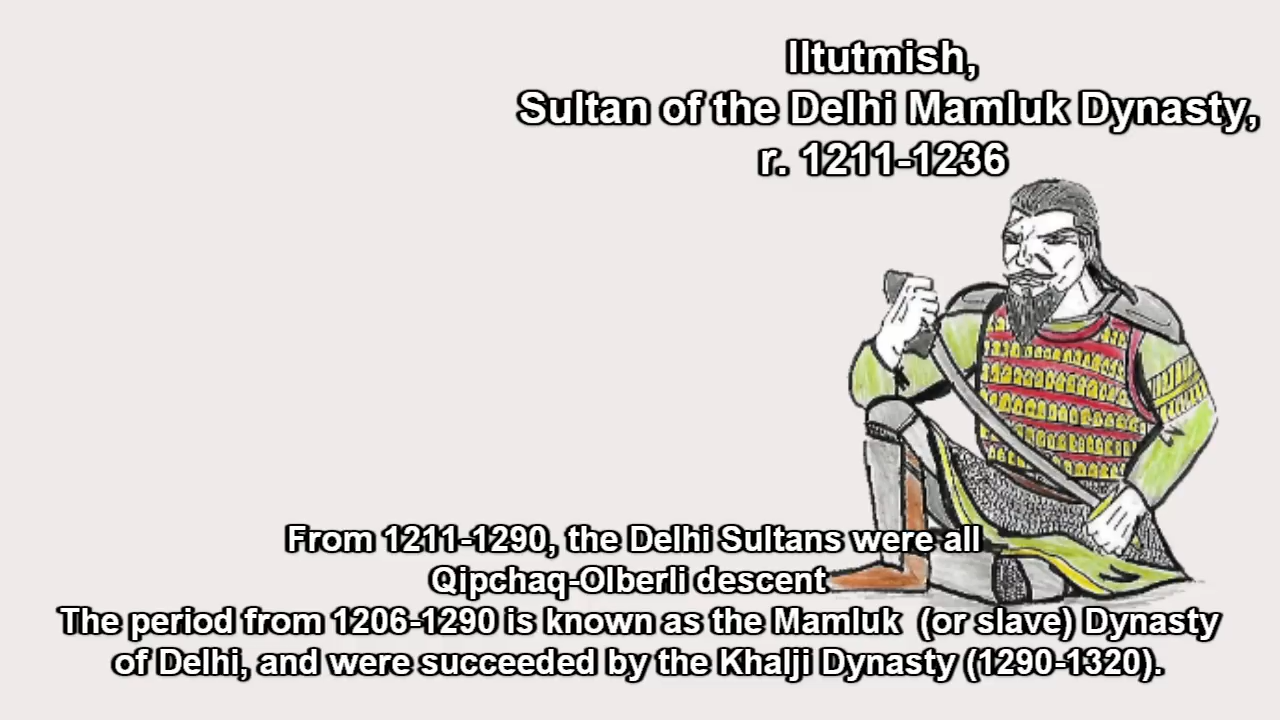 Iltutmish,
Sultan of the Delhi Mamluk Dynasty,
r. 1211-1236
From 1211-1290, the Delhi Sultans were all
Qipchaq-Olberli descent
The period from 1206-1290 is known as the Mamluk (or slave) Dynasty
of Delhi, and were succeeded by the Khalji Dynasty (1290-1320).